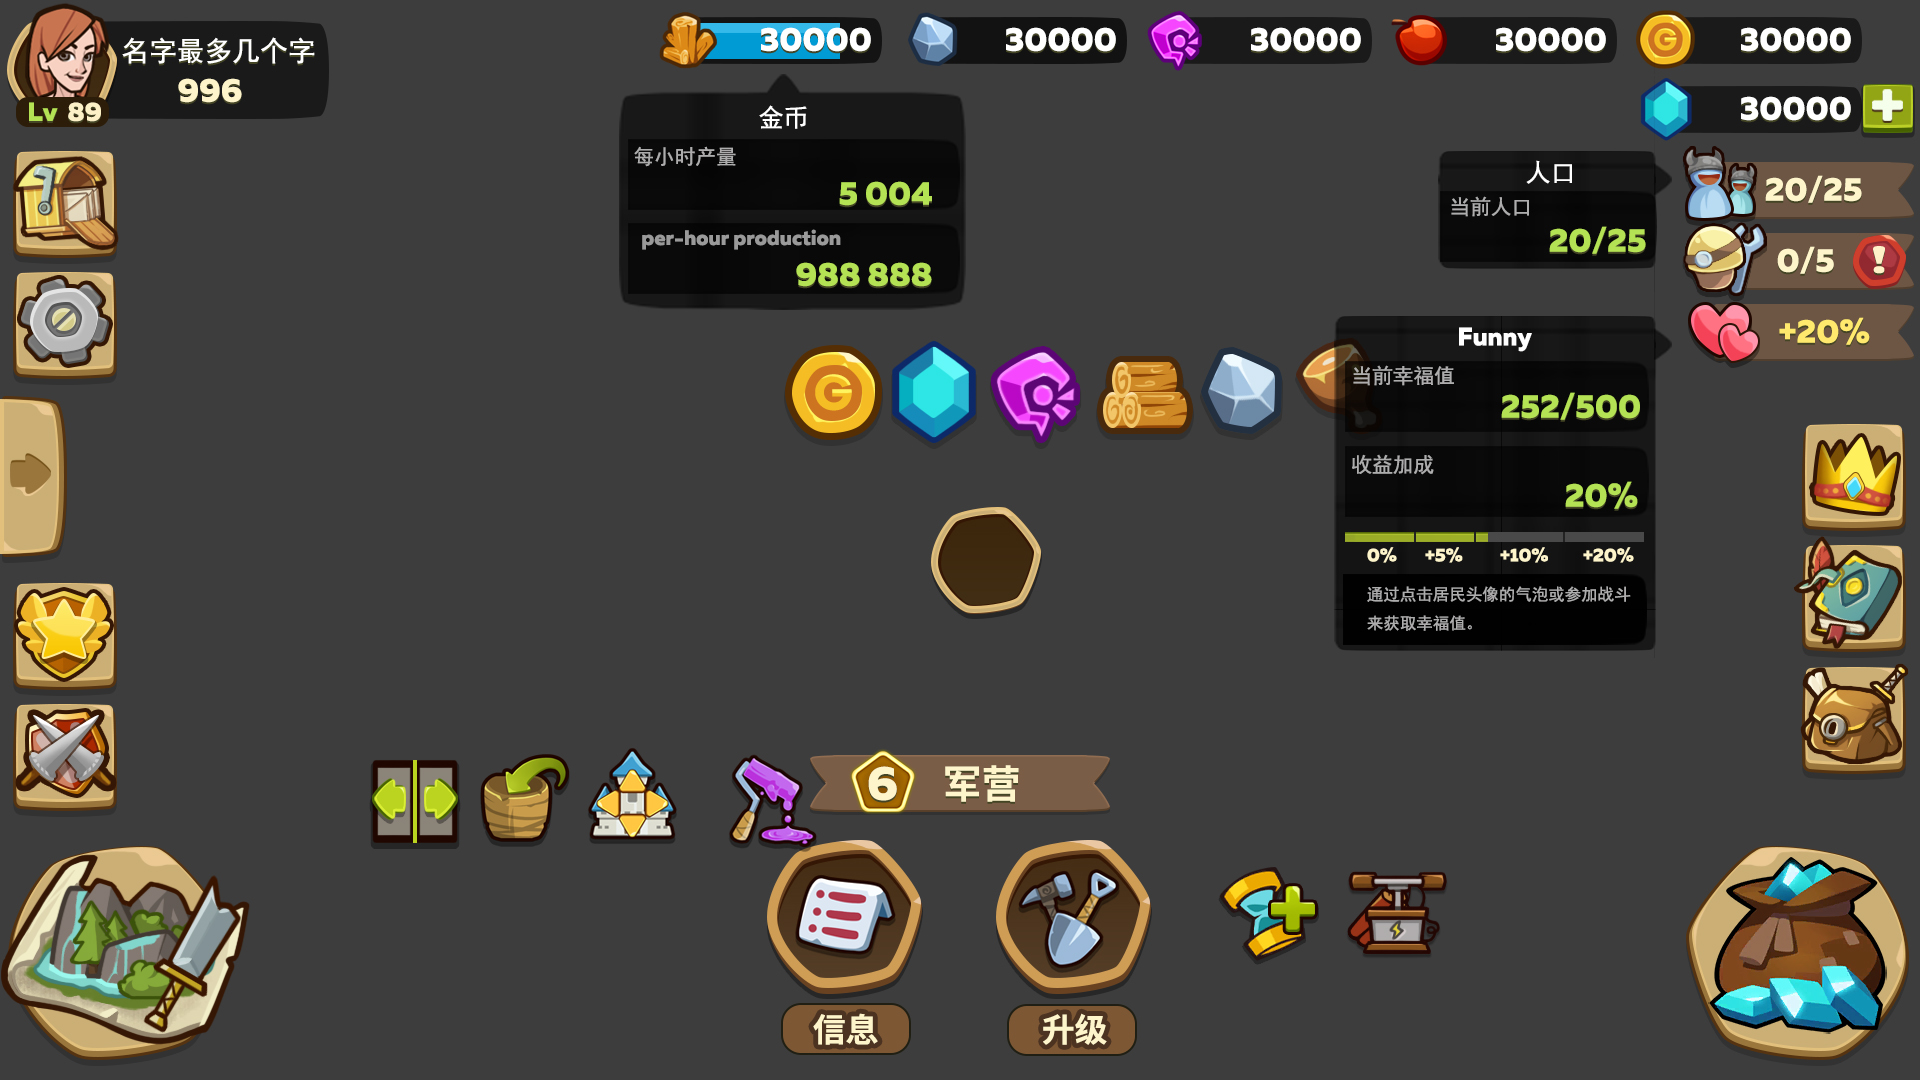 名字最多几个字
996
Lv 89
30000
30000
30000
30000
30000
30000
金币
每小时产量
5 004
per-hour production
988 888
人口
当前人口
20/25
20/25
0/5
+20%
Funny
当前幸福值
252/500
收益加成
20%
0% +5% +10% +20%
通过点击居民头像的气泡或参加战斗
来获取幸福值。
G
6 军营
信息
升级